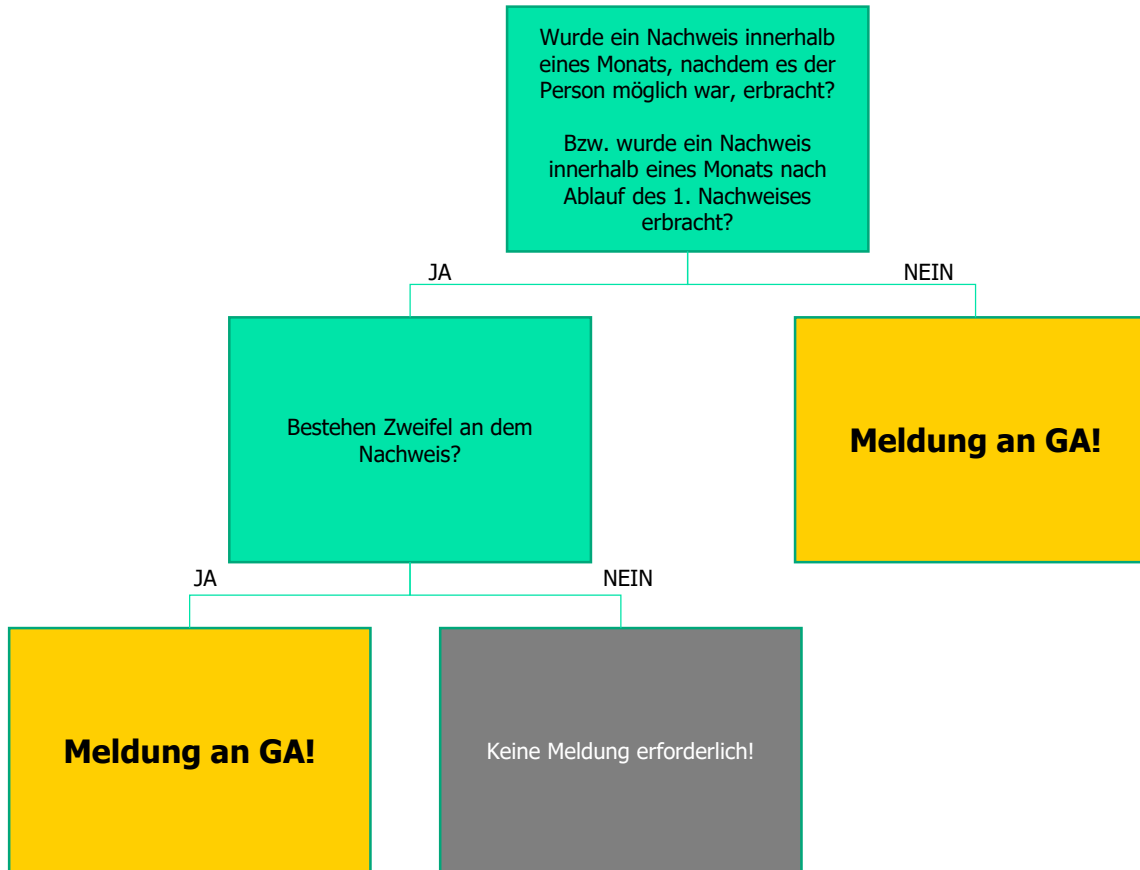 Wurde ein Nachweis innerhalb
eines Monats, nachdem es der
Person möglich war, erbracht?
Bzw. wurde ein Nachweis
innerhalb eines Monats nach
Ablauf des 1. Nachweises
erbracht?
JA
NEIN
Bestehen Zweifel an dem
Nachweis?
Meldung an GA!
JA
NEIN
Meldung an GA!
Keine Meldung erforderlich!